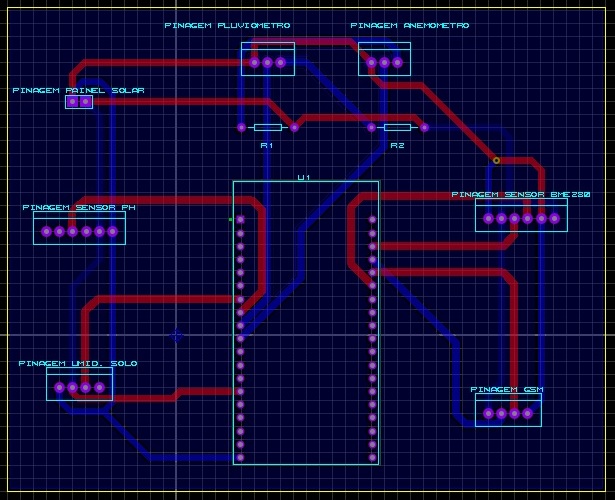 PINAGEM PLUVIOMETRO PINAGEM ANEMOMETRO
PINAGEM PAINEL SOLAR
R1 R2
U1
PINAGEM SENSOR BME280
PINAGEM SENSOR PH
PINAGEM UMID. SOLO
PINAGEM GSM